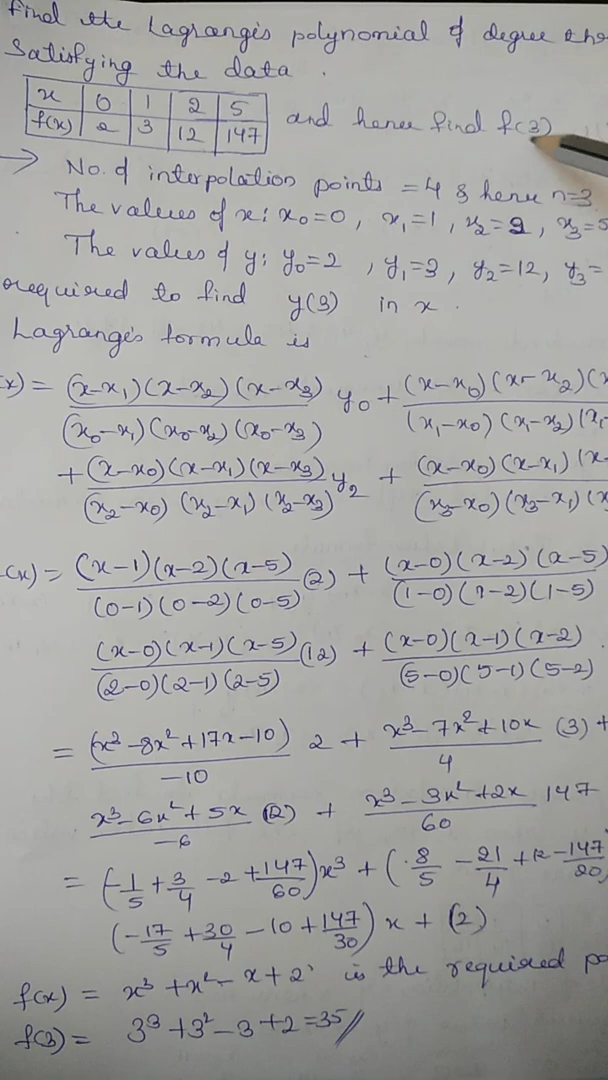 Find the Lagrange's polynomial of degree
Satisfying the data .
x 0 1 2 5
f(x) 2 3 12 147
and hence find f(3)
→ No. of interpolation points = 4 & hence n=3
The values of x: x₀=0, x₁=1, x₂=2, x₃=5
The values of y: y₀=2, y₁=3, y₂=12, y₃=
required to find y(3) in x.
Lagrange's formula is
x) = (x-x₁)(x-x₂)(x-x₃)/(x₀-x₁)(x₀-x₂)(x₀-x₃) y₀ + (x-x₀)(x-x₂)(x/(x₁-x₀)(x₁-x₂)(x₁-
+ (x-x₀)(x-x₁)(x-x₃)/(x₂-x₀)(x₂-x₁)(x₂-x₃) y₂ + (x-x₀)(x-x₁)(x-/(x₃-x₀)(x₃-x₁)(x
(x) = (x-1)(x-2)(x-5)/(0-1)(0-2)(0-5) (2) + (x-0)(x-2)(x-5)/(1-0)(1-2)(1-5)
(x-0)(x-1)(x-5)/(2-0)(2-1)(2-5) (12) + (x-0)(x-1)(x-2)/(5-0)(5-1)(5-2)
= (x³-8x²+17x-10)/-10 2 + x³-7x²+10x/4 (3) +
x³-6x²+5x/-6 (12) + x³-3x²+2x/60 147
= (-1/5 + 3/4 - 2 + 147/60)x³ + (8/5 - 21/4 + 12 - 147/20)
(-17/5 + 30/4 - 10 + 147/30) x + (2)
f(x) = x³ + x² - x + 2 is the required
f(3) = 3³ + 3² - 3 + 2 = 35//